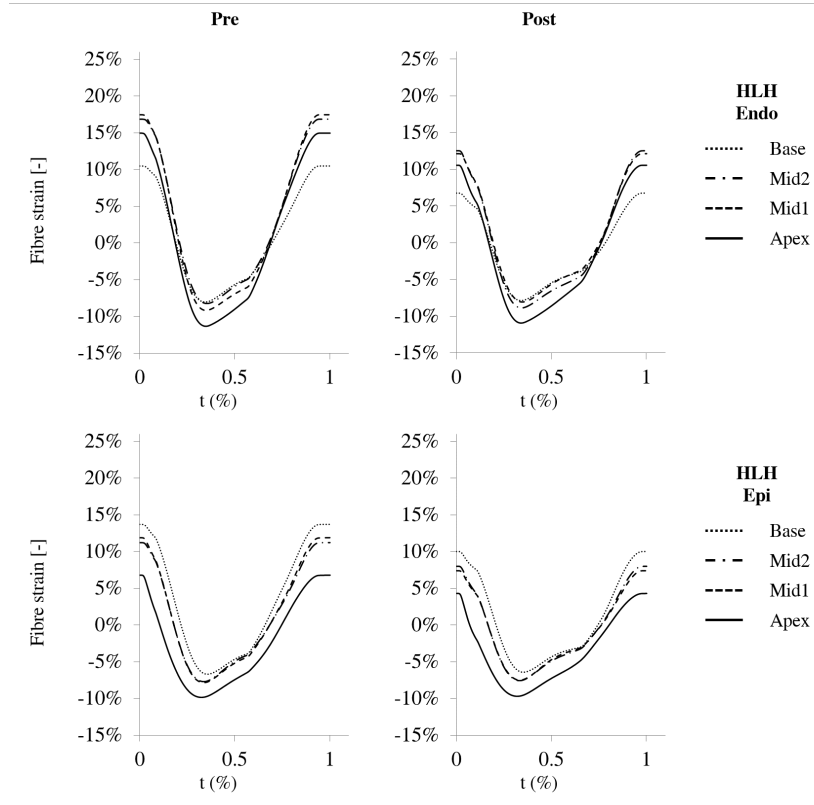 Pre Post
25% 25%
20% 20%
15% 15%
10% 10%
5% 5%
0% 0%
-5% -5%
-10% -10%
-15% -15%
Fibre strain [-]
0 0.5 1 0 0.5 1
t (%) t (%)
HLH
Endo
Base
Mid2
Mid1
Apex
25% 25%
20% 20%
15% 15%
10% 10%
5% 5%
0% 0%
-5% -5%
-10% -10%
-15% -15%
Fibre strain [-]
0 0.5 1 0 0.5 1
t (%) t (%)
HLH
Epi
Base
Mid2
Mid1
Apex